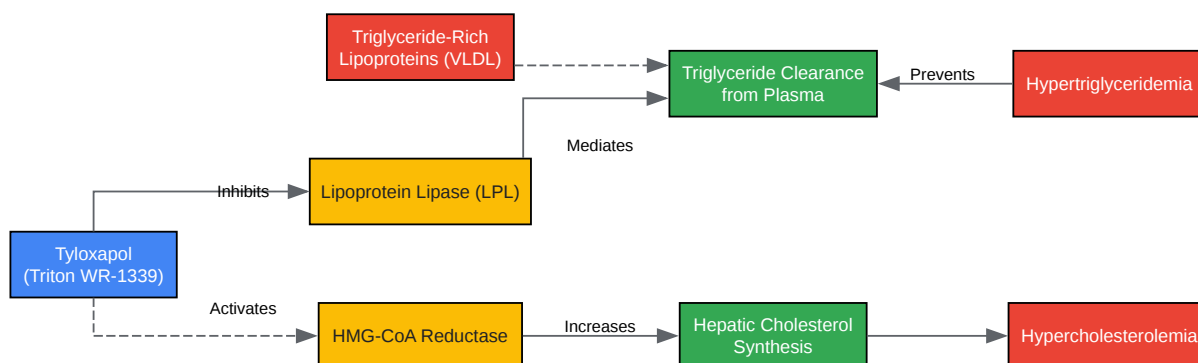 Triglyceride-Rich
Lipoproteins (VLDL)
Triglyceride Clearance
from Plasma
Prevents
Hypertriglyceridemia
Mediates
Inhibits
Lipoprotein Lipase (LPL)
Tyloxapol
(Triton WR-1339)
Activates
HMG-CoA Reductase
Increases
Hepatic Cholesterol
Synthesis
Hypercholesterolemia